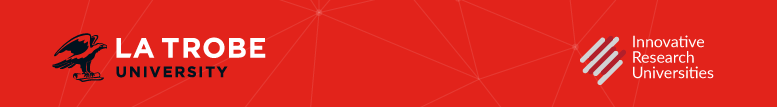 LA TROBE
UNIVERSITY
Innovative
Research
Universities